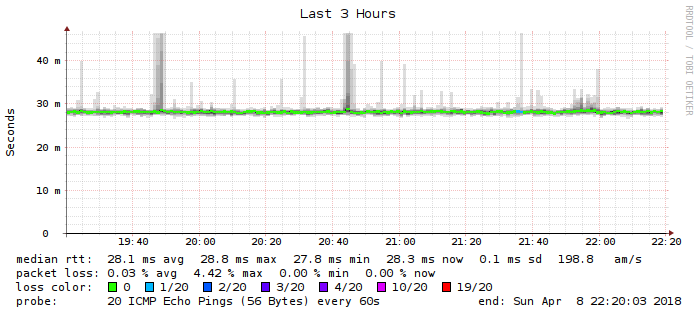 Last 3 Hours
RRDTOOL / TOBI OETIKER
Seconds
40 m
30 m
20 m
10 m
0
19:40 20:00 20:20 20:40 21:00 21:20 21:40 22:00 22:20
median rtt: 28.1 ms avg 28.8 ms max 27.8 ms min 28.3 ms now 0.1 ms sd 198.8 am/s
packet loss: 0.03 % avg 4.42 % max 0.00 % min 0.00 % now
loss color: 0 1/20 2/20 3/20 4/20 10/20 19/20
probe: 20 ICMP Echo Pings (56 Bytes) every 60s end: Sun Apr 8 22:20:03 2018